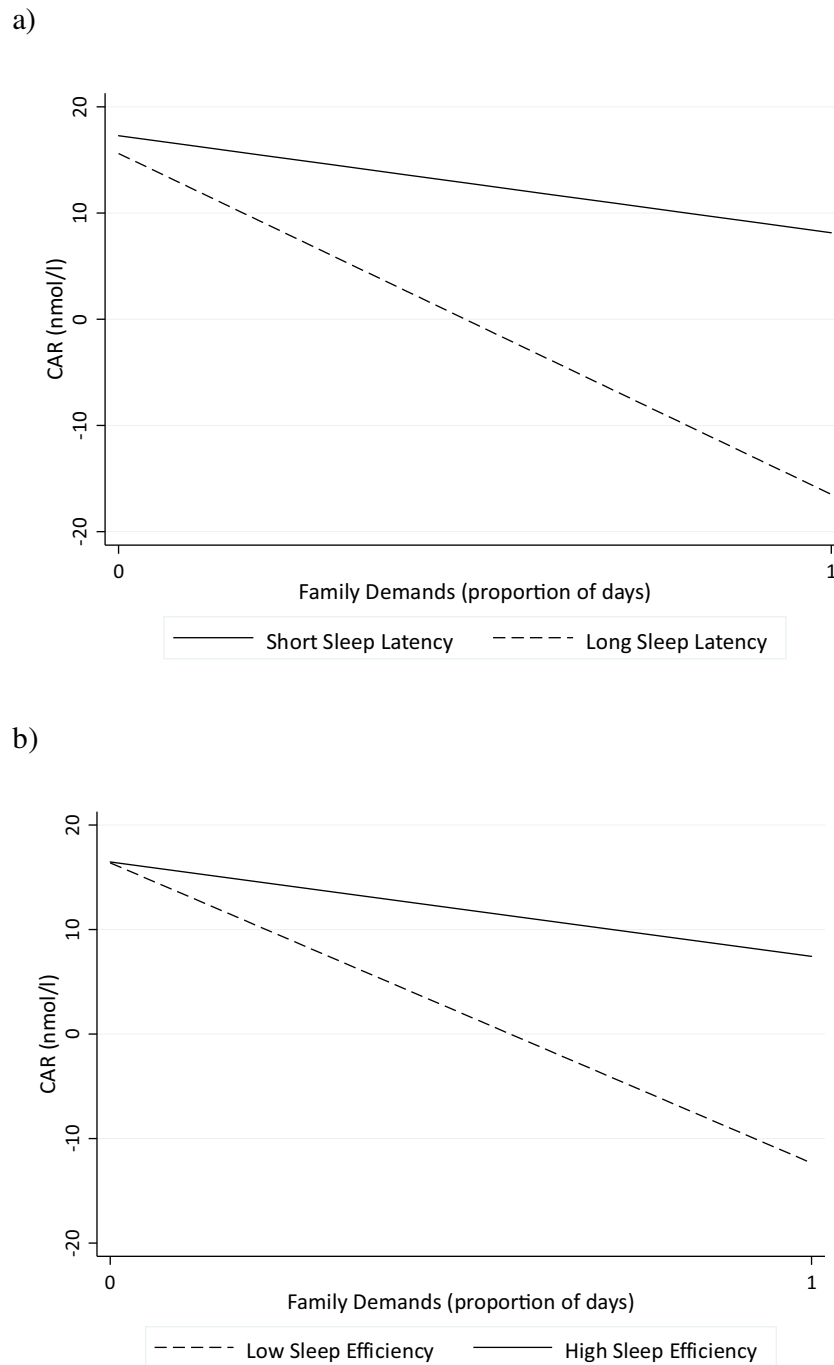 a)
20
10
0
-10
-20
CAR (nmol/l)
0 1
Family Demands (proportion of days)
Short Sleep Latency Long Sleep Latency
b)
20
10
0
-10
-20
CAR (nmol/l)
0 1
Family Demands (proportion of days)
Low Sleep Efficiency High Sleep Efficiency